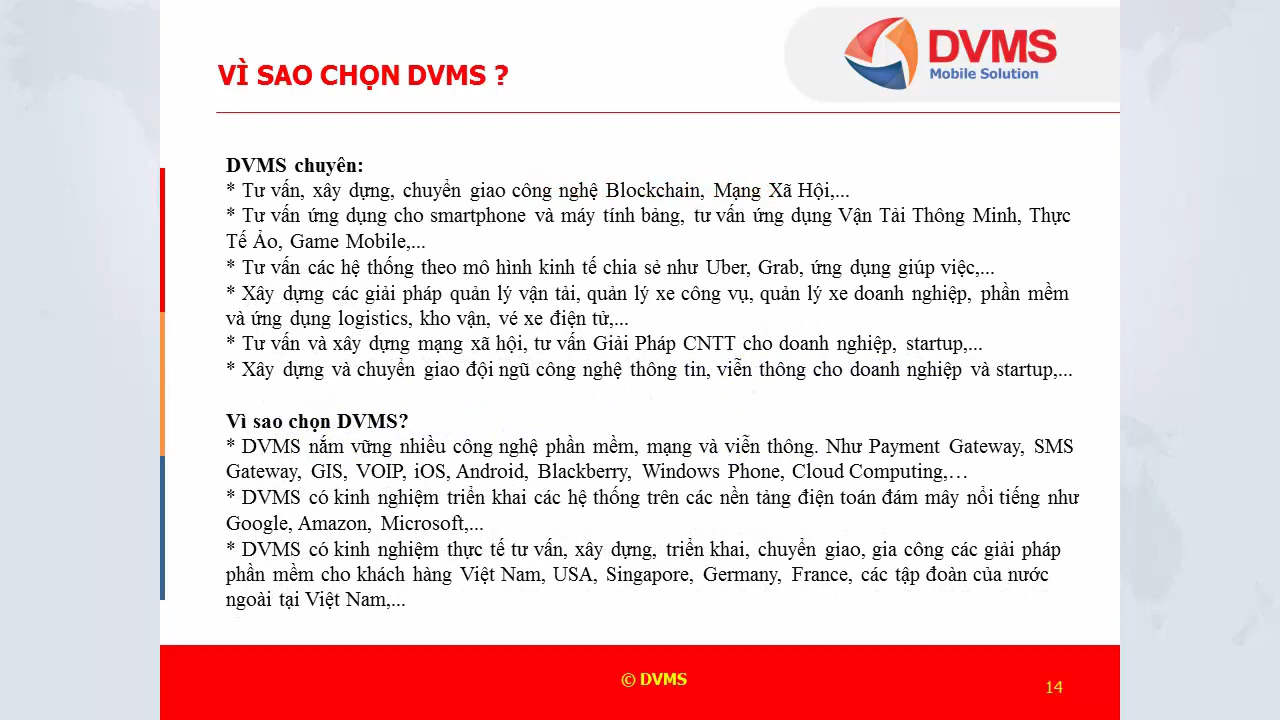 DVMS
Mobile Solution
VÌ SAO CHỌN DVMS ?
DVMS chuyên:
* Tư vấn, xây dựng, chuyển giao công nghệ Blockchain, Mạng Xã Hội,...
* Tư vấn ứng dụng cho smartphone và máy tính bảng, tư vấn ứng dụng Vận Tải Thông Minh, Thực
Tế Ảo, Game Mobile,...
* Tư vấn các hệ thống theo mô hình kinh tế chia sẻ như Uber, Grab, ứng dụng giúp việc,...
* Xây dựng các giải pháp quản lý vận tải, quản lý xe công vụ, quản lý xe doanh nghiệp, phần mềm
và ứng dụng logistics, kho vận, vé xe điện tử,...
* Tư vấn và xây dựng mạng xã hội, tư vấn Giải Pháp CNTT cho doanh nghiệp, startup,...
* Xây dựng và chuyển giao đội ngũ công nghệ thông tin, viễn thông cho doanh nghiệp và startup,...
Vì sao chọn DVMS?
* DVMS nắm vững nhiều công nghệ phần mềm, mạng và viễn thông. Như Payment Gateway, SMS
Gateway, GIS, VOIP, iOS, Android, Blackberry, Windows Phone, Cloud Computing,…
* DVMS có kinh nghiệm triển khai các hệ thống trên các nền tảng điện toán đám mây nổi tiếng như
Google, Amazon, Microsoft,...
* DVMS có kinh nghiệm thực tế tư vấn, xây dựng, triển khai, chuyển giao, gia công các giải pháp
phần mềm cho khách hàng Việt Nam, USA, Singapore, Germany, France, các tập đoàn của nước
ngoài tại Việt Nam,...
© DVMS
14